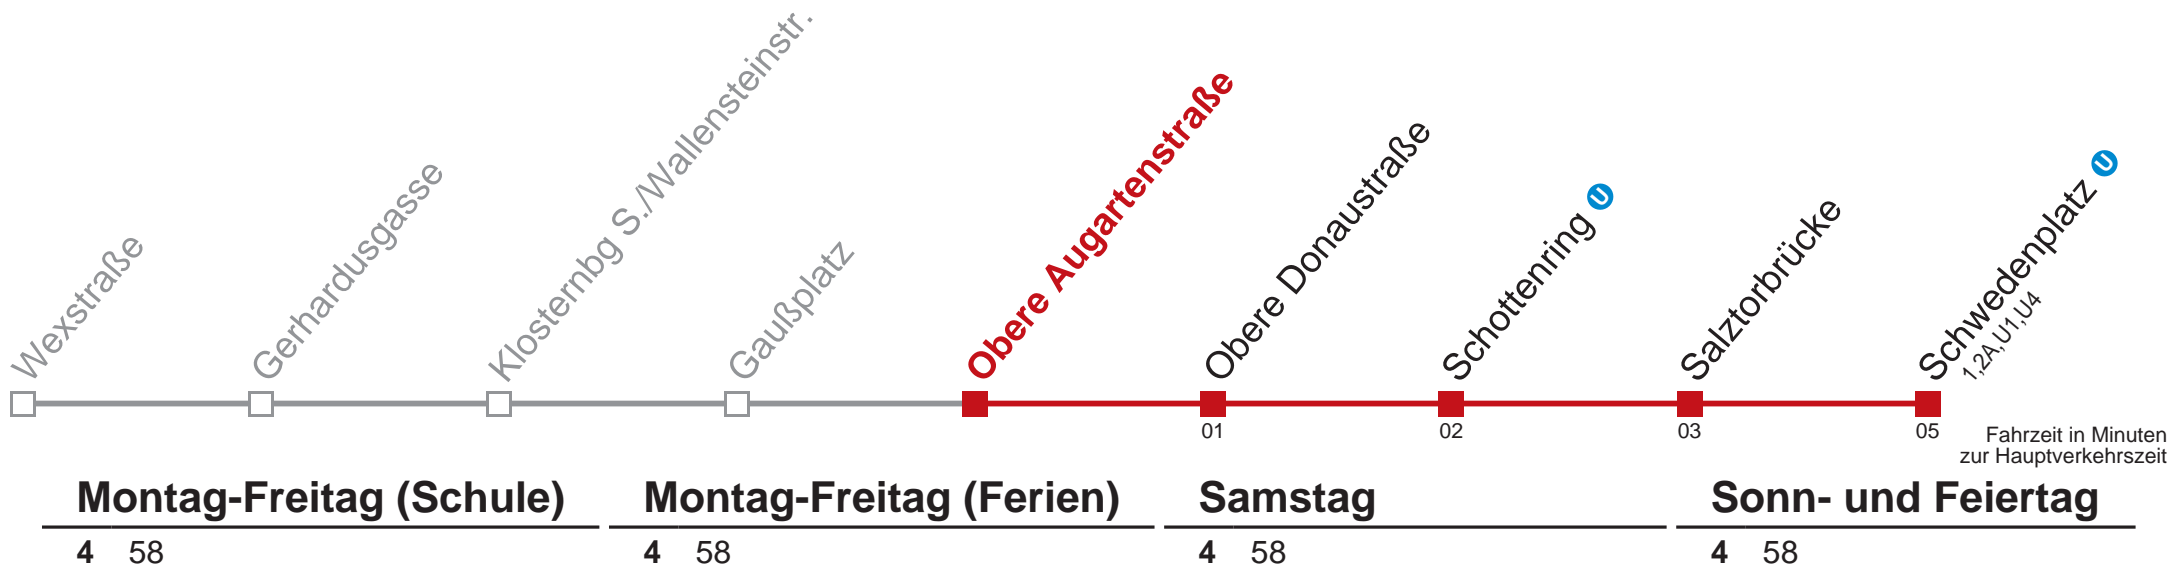 Wexstraße
Gerhardusgasse
Klosternbg S./Wallensteinstr.
Gaußplatz
Obere Augartenstraße
Obere Donaustraße
Schottenring U
Salztorbrücke
Schwedenplatz U
1,2A,U1,U4
01 02 03 05
Fahrzeit in Minuten
zur Hauptverkehrszeit
Montag-Freitag (Schule) Montag-Freitag (Ferien) Samstag Sonn- und Feiertag
4 58 4 58 4 58 4 58